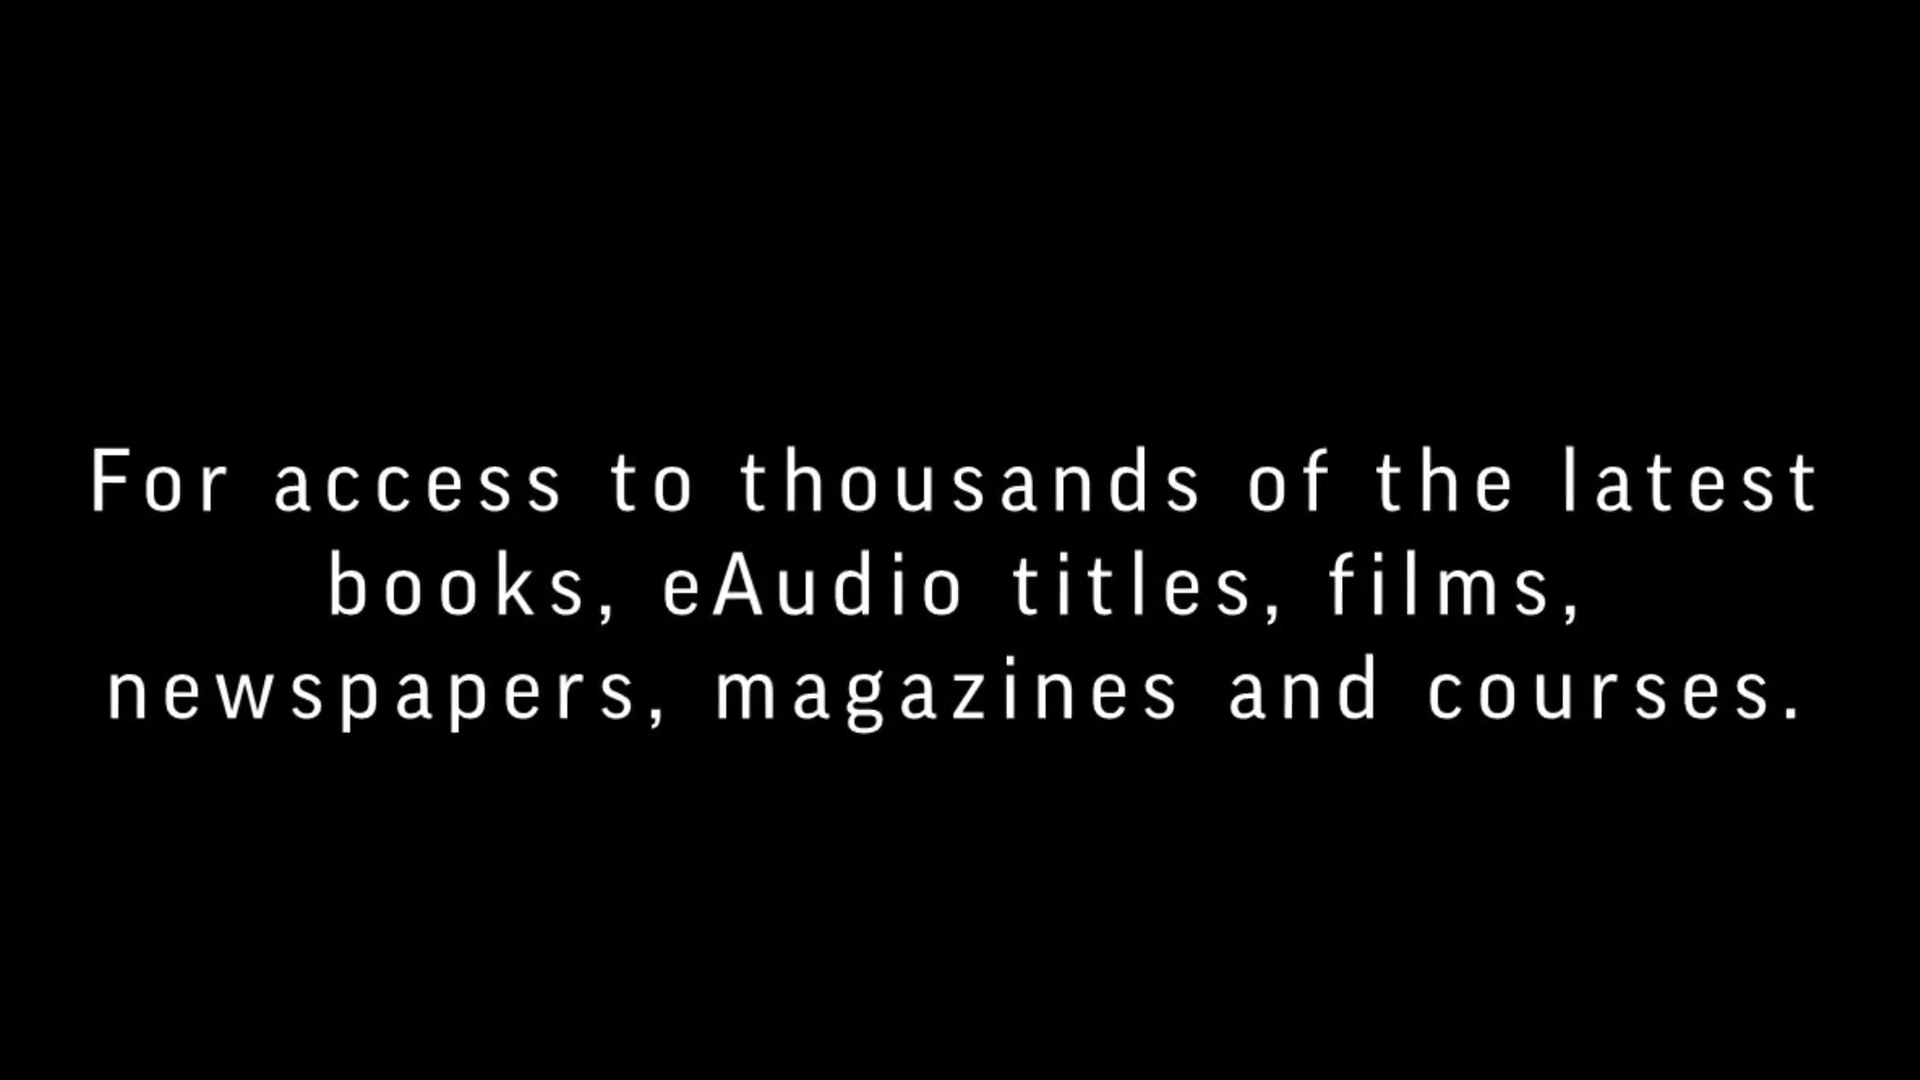 For access to thousands of the latest
books, eAudio titles, films,
newspapers, magazines and courses.